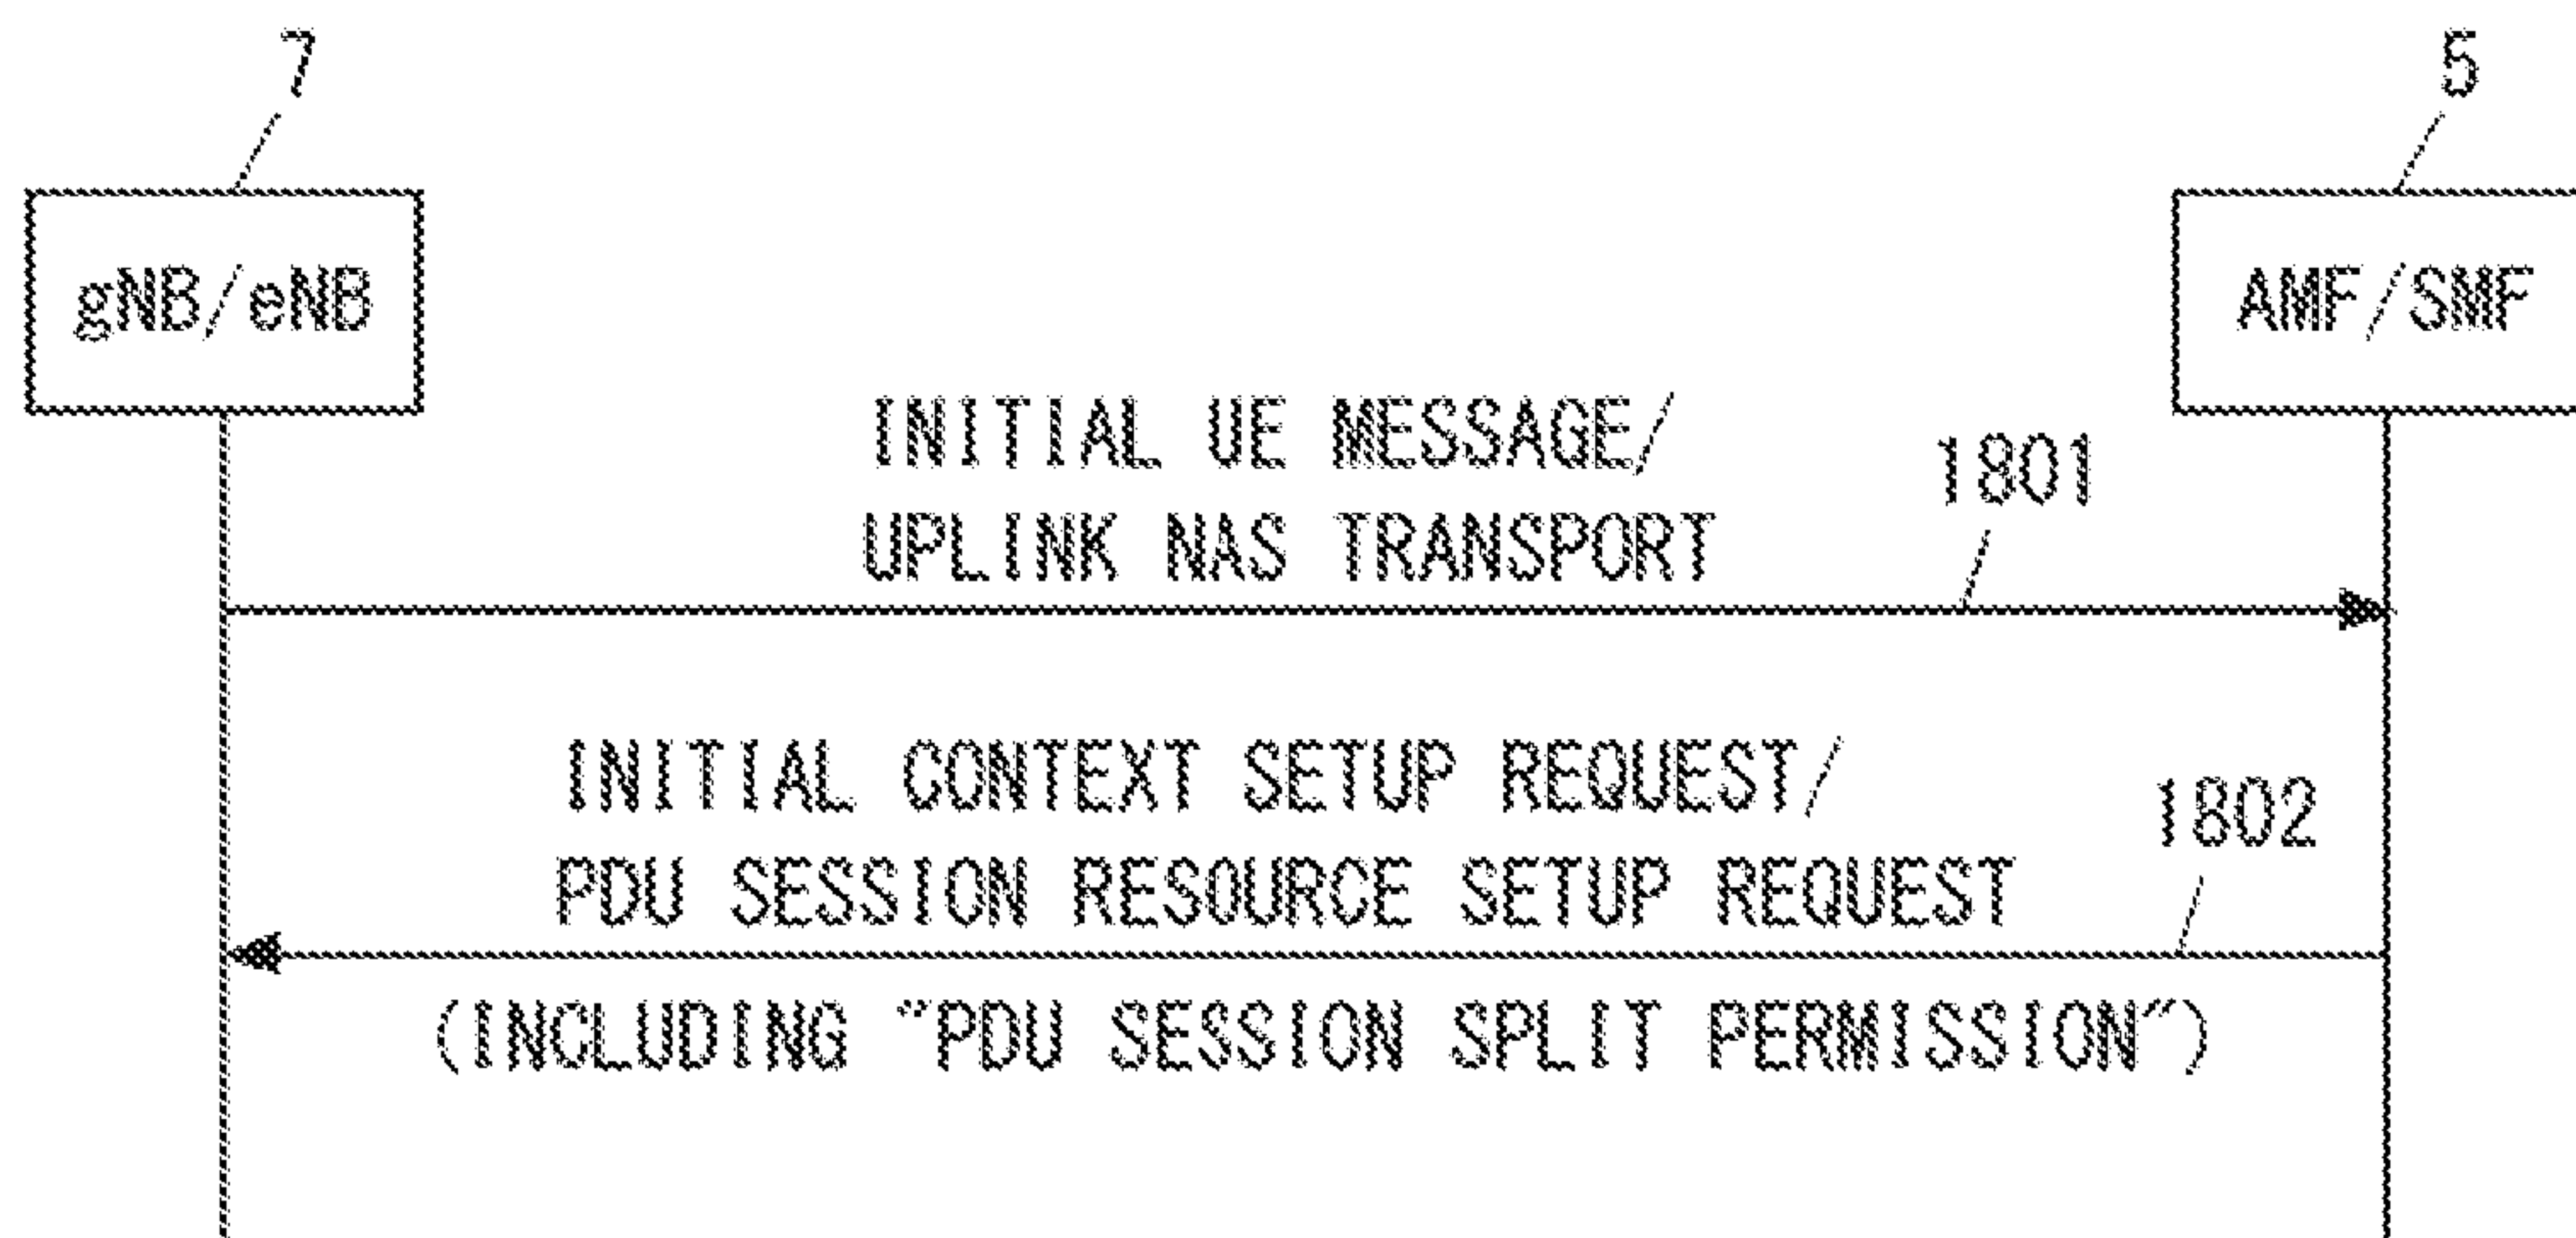 7
5
gNB/eNB
AMF/SMF
INITIAL UE MESSAGE/
UPLINK NAS TRANSPORT
1801
INITIAL CONTEXT SETUP REQUEST/
PDU SESSION RESOURCE SETUP REQUEST
1802
(INCLUDING "PDU SESSION SPLIT PERMISSION")